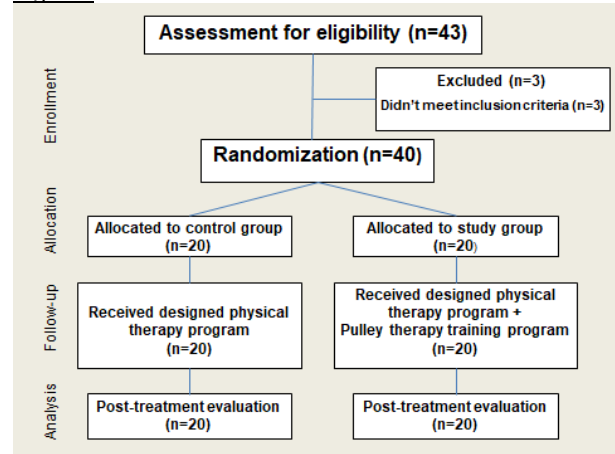 Assessment for eligibility (n=43)
Excluded (n=3)
Didn't meet inclusion criteria (n=3)
Enrollment
Randomization (n=40)
Allocation
Allocated to control group
(n=20)
Allocated to study group
(n=20)
Follow-up
Received designed physical
therapy program
(n=20)
Received designed physical
therapy program +
Pulley therapy training program
(n=20)
Analysis
Post-treatment evaluation
(n=20)
Post-treatment evaluation
(n=20)